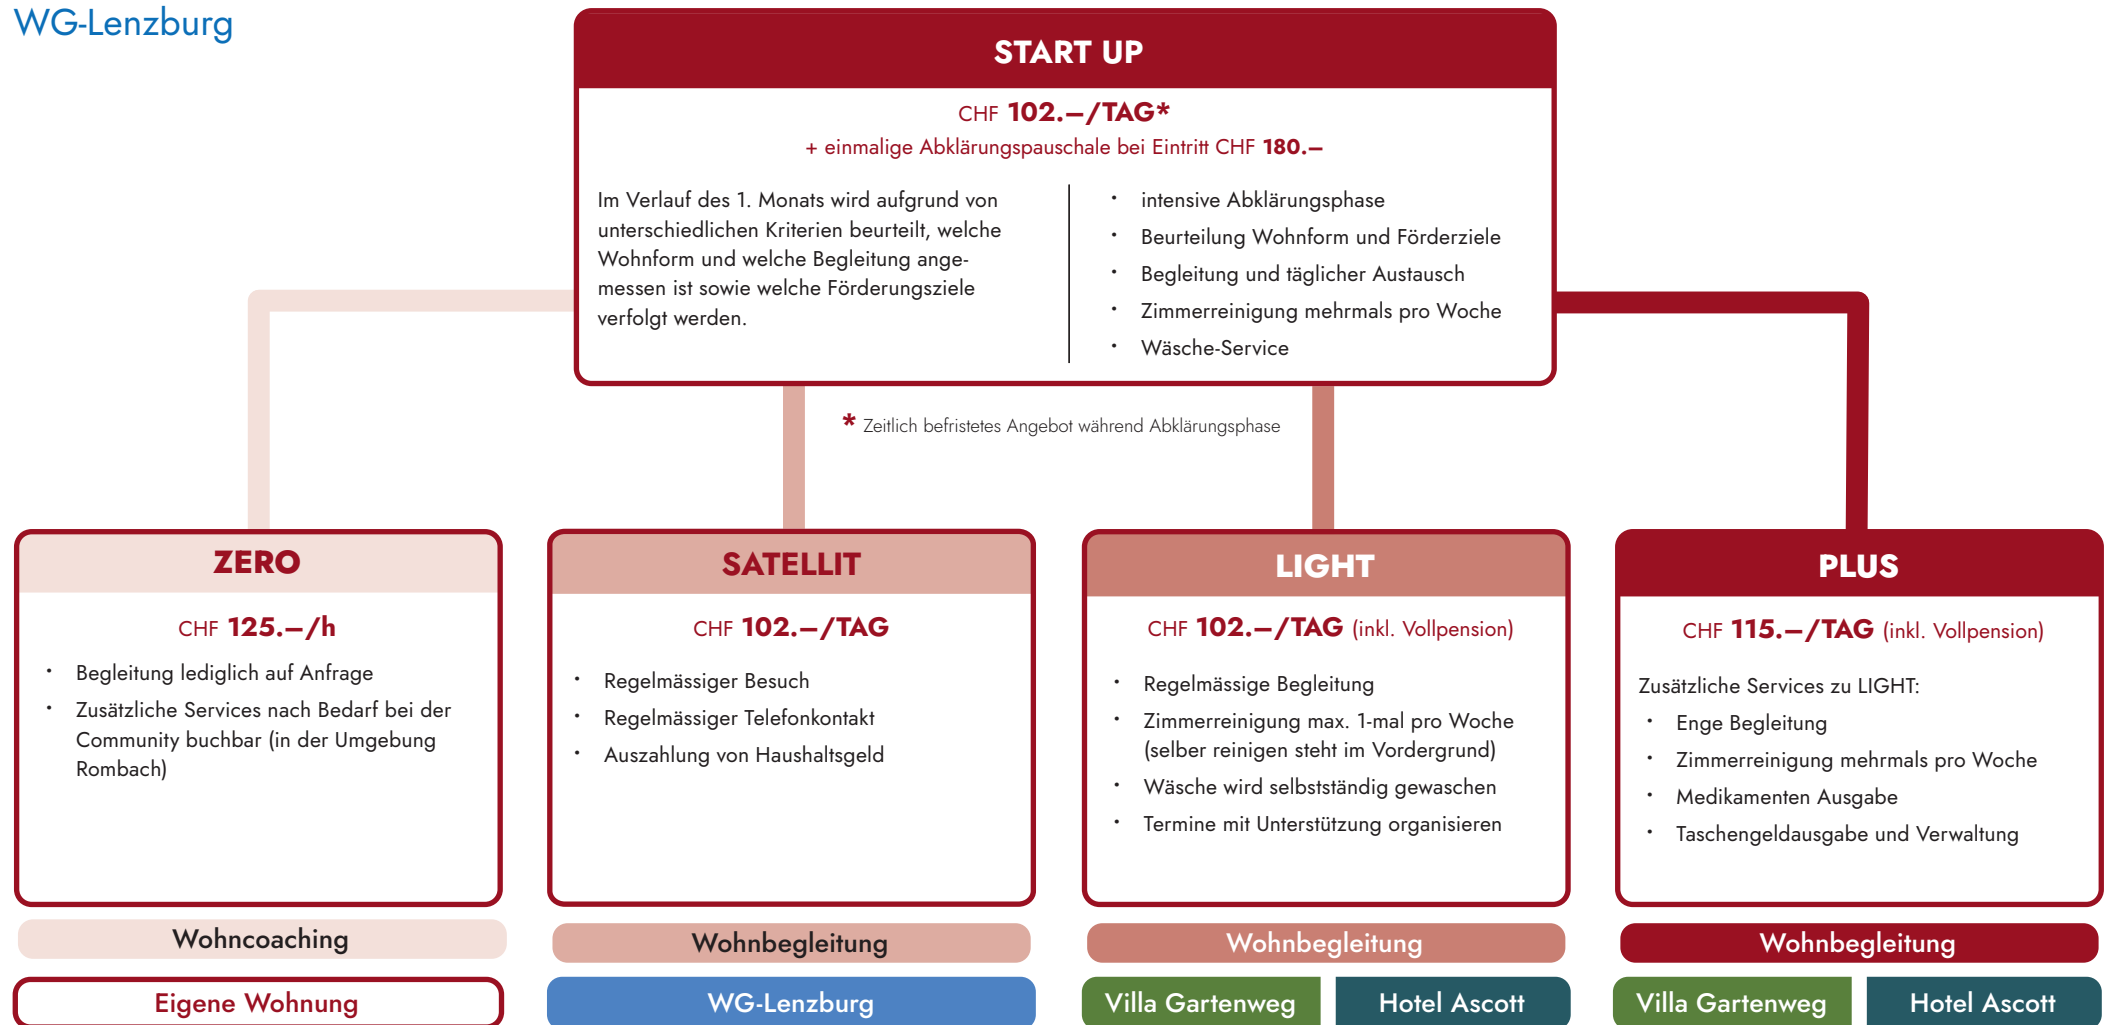 WG-Lenzburg
START UP
CHF 102.–/TAG*
+ einmalige Abklärungspauschale bei Eintritt CHF 180.–
Im Verlauf des 1. Monats wird aufgrund von
unterschiedlichen Kriterien beurteilt, welche
Wohnform und welche Begleitung ange-
messen ist sowie welche Förderungsziele
verfolgt werden.
• intensive Abklärungsphase
• Beurteilung Wohnform und Förderziele
• Begleitung und täglicher Austausch
• Zimmerreinigung mehrmals pro Woche
• Wäsche-Service
* Zeitlich befristetes Angebot während Abklärungsphase
ZERO
CHF 125.–/h
• Begleitung lediglich auf Anfrage
• Zusätzliche Services nach Bedarf bei der
Community buchbar (in der Umgebung
Rombach)
Wohncoaching
Eigene Wohnung
SATELLIT
CHF 102.–/TAG
• Regelmässiger Besuch
• Regelmässiger Telefonkontakt
• Auszahlung von Haushaltsgeld
Wohnbegleitung
WG-Lenzburg
LIGHT
CHF 102.–/TAG (inkl. Vollpension)
• Regelmässige Begleitung
• Zimmerreinigung max. 1-mal pro Woche
(selber reinigen steht im Vordergrund)
• Wäsche wird selbstständig gewaschen
• Termine mit Unterstützung organisieren
Wohnbegleitung
Villa Gartenweg
Hotel Ascott
PLUS
CHF 115.–/TAG (inkl. Vollpension)
Zusätzliche Services zu LIGHT:
• Enge Begleitung
• Zimmerreinigung mehrmals pro Woche
• Medikamenten Ausgabe
• Taschengeldausgabe und Verwaltung
Wohnbegleitung
Villa Gartenweg
Hotel Ascott